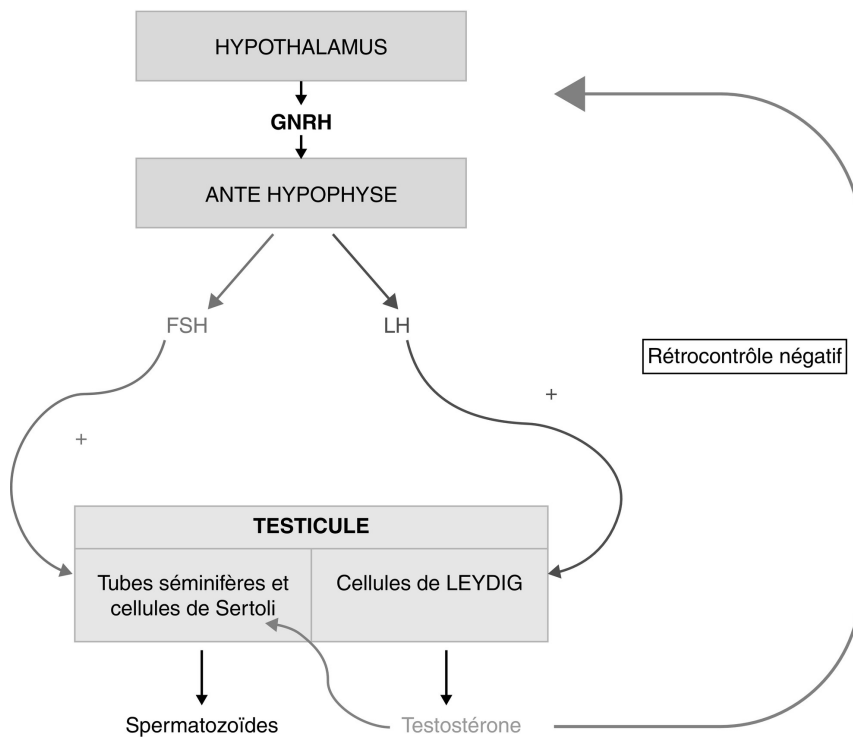 HYPOTHALAMUS
GNRH
ANTE HYPOPHYSE
FSH
LH
Rétrocontrôle négatif
+
+
TESTICULE
Tubes séminifères et
cellules de Sertoli
Cellules de LEYDIG
Spermatozoïdes
Testostérone